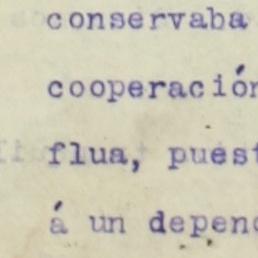 conservaba
cooperación
flua, puest
á un depend